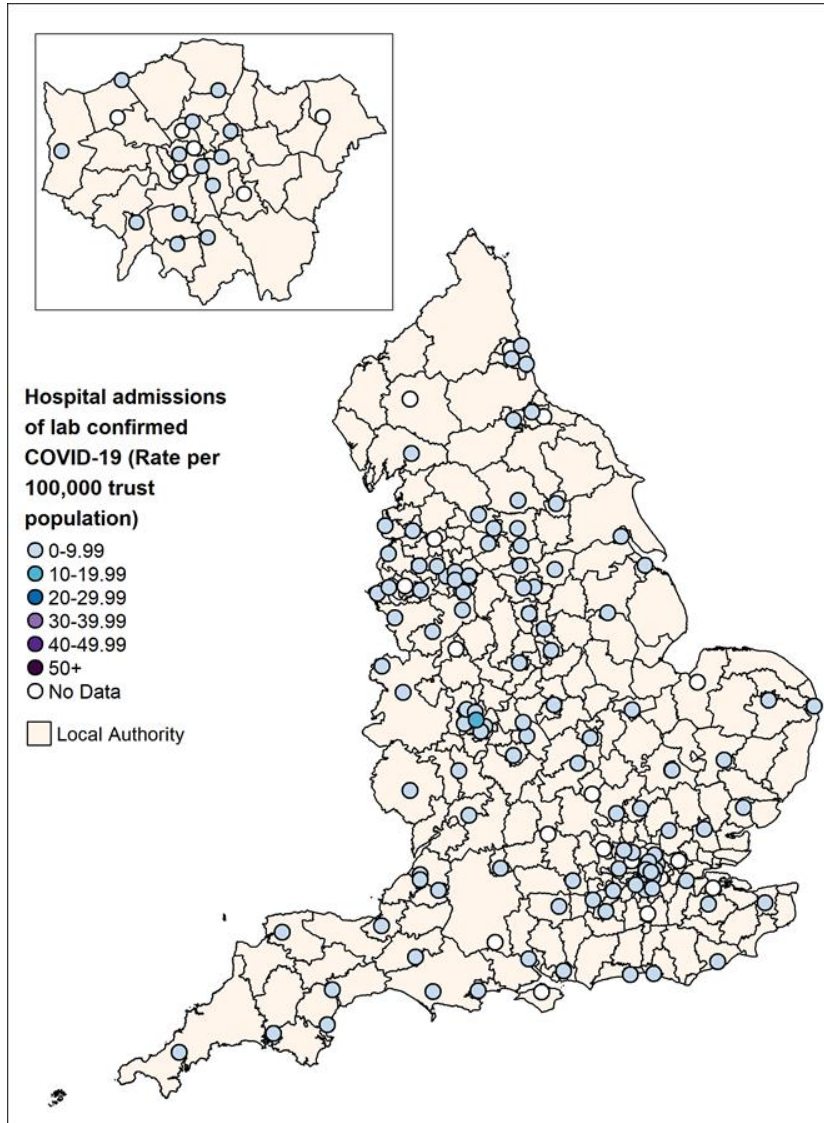 Hospital admissions
of lab confirmed
COVID-19 (Rate per
100,000 trust
population)
0-9.99
10-19.99
20-29.99
30-39.99
40-49.99
50+
No Data
Local Authority